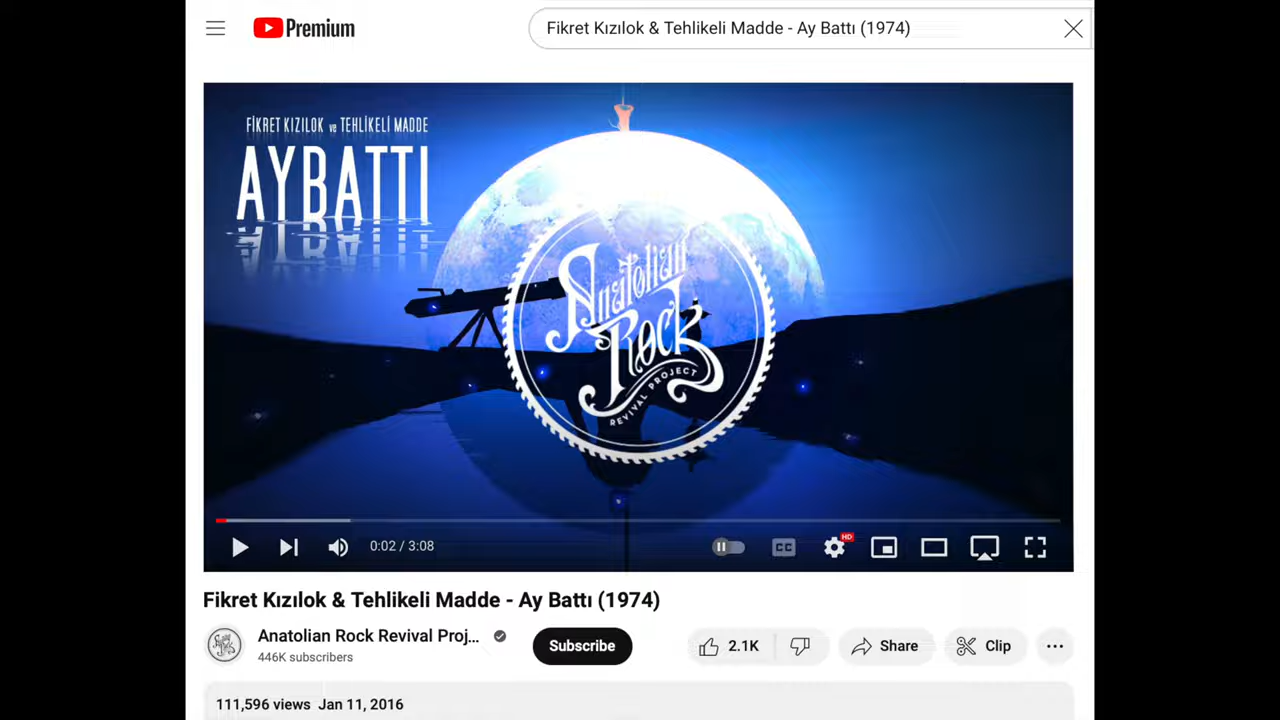 Premium
Fikret Kızılok & Tehlikeli Madde - Ay Battı (1974)
FİKRET KIZILOK ve TEHLİKELİ MADDE
AY BATTI
Anatolian
Rock
REVIVAL PROJECT
0:02 / 3:08
CC
HD
Fikret Kızılok & Tehlikeli Madde - Ay Battı (1974)
Anatolian Rock Revival Proj...
446K subscribers
Subscribe
2.1K
Share
Clip
111,596 views Jan 11, 2016